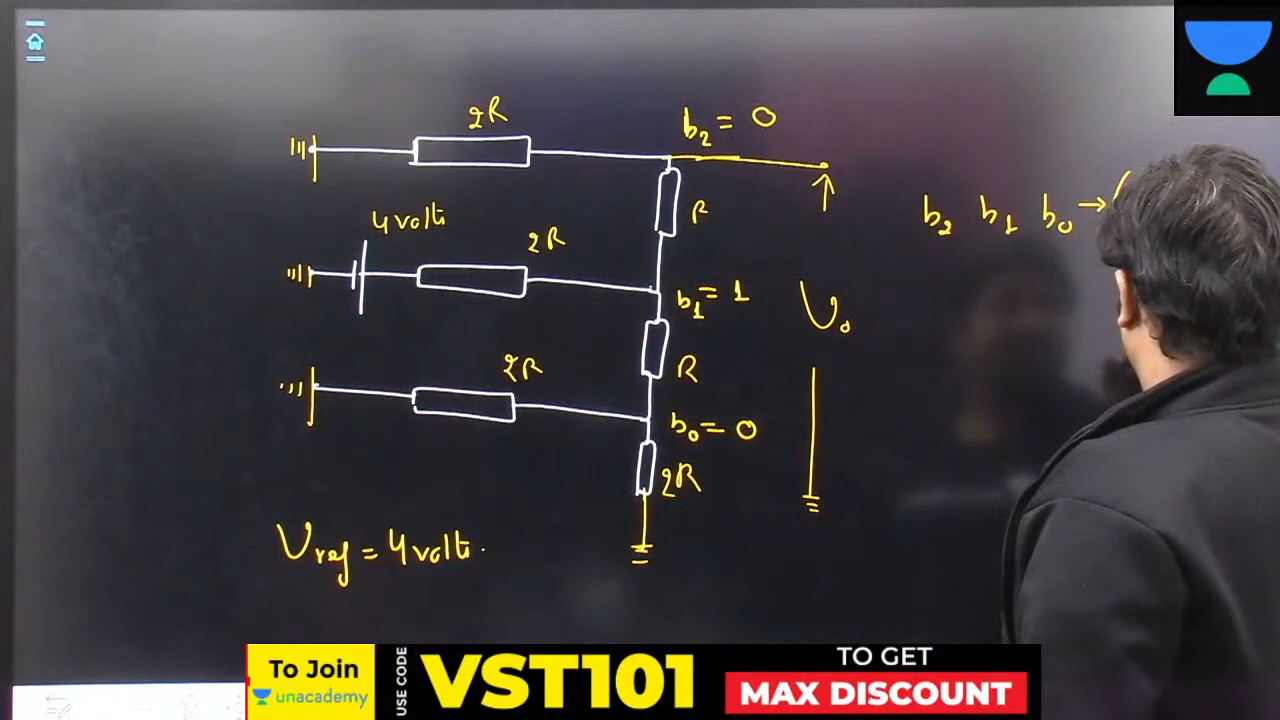 2R
b₂ = 0
R
4 volt
2R
b₁ = 1
V₀
b₂ b₁ b₀ →
2R
R
b₀ = 0
2R
Vref = 4 volt.
To Join
unacademy
USE CODE
VST101
TO GET
MAX DISCOUNT